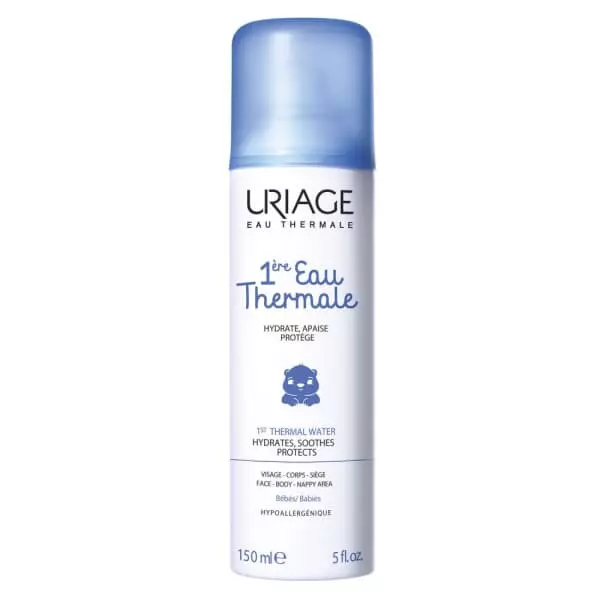 URIAGE
EAU THERMALE
1ère Eau
Thermale
HYDRATE, APAISE
PROTÈGE
1ST THERMAL WATER
HYDRATES, SOOTHES
PROTECTS
VISAGE - CORPS - SIÈGE
FACE - BODY - NAPPY AREA
Bébés/ Babies
HYPOALLERGÉNIQUE
150 ml℮ 5 fl.oz.